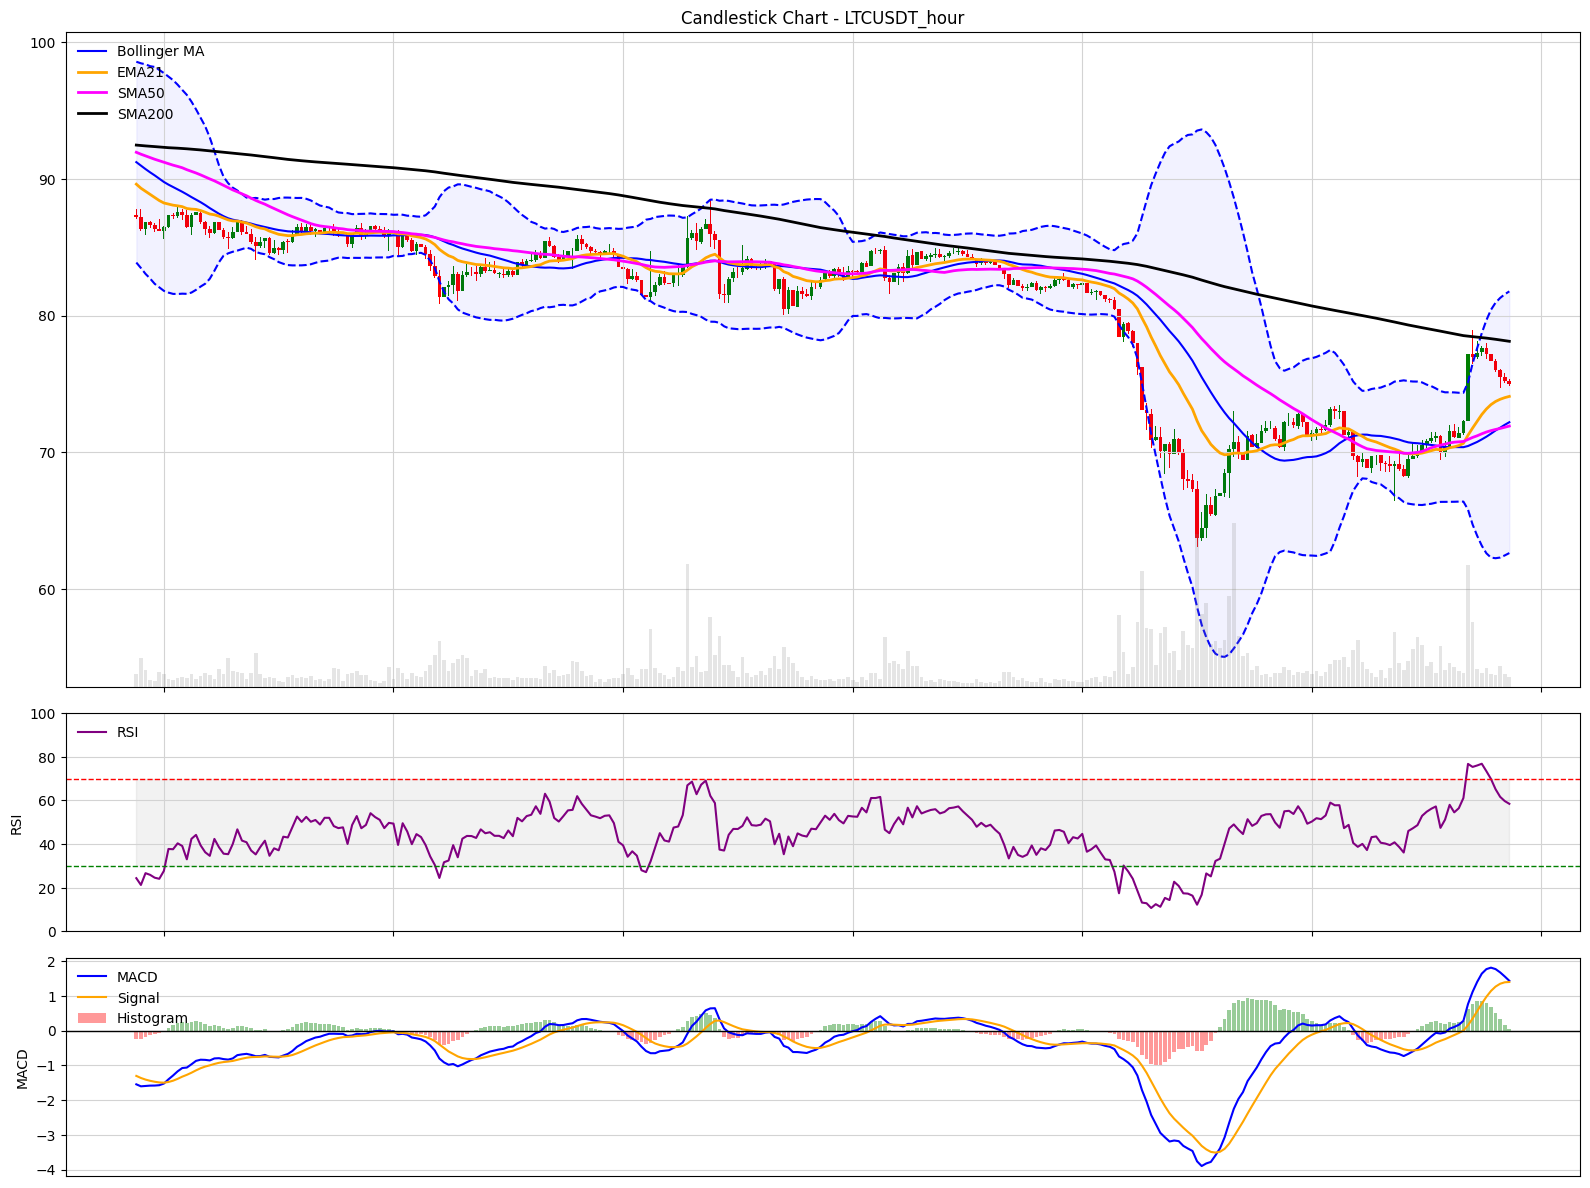 Candlestick Chart - LTCUSDT_hour
Bollinger MA
EMA21
SMA50
SMA200
100
90
80
70
60
RSI
100
80
60
40
20
0
RSI
MACD
Signal
Histogram
2
1
0
−1
−2
−3
−4
MACD